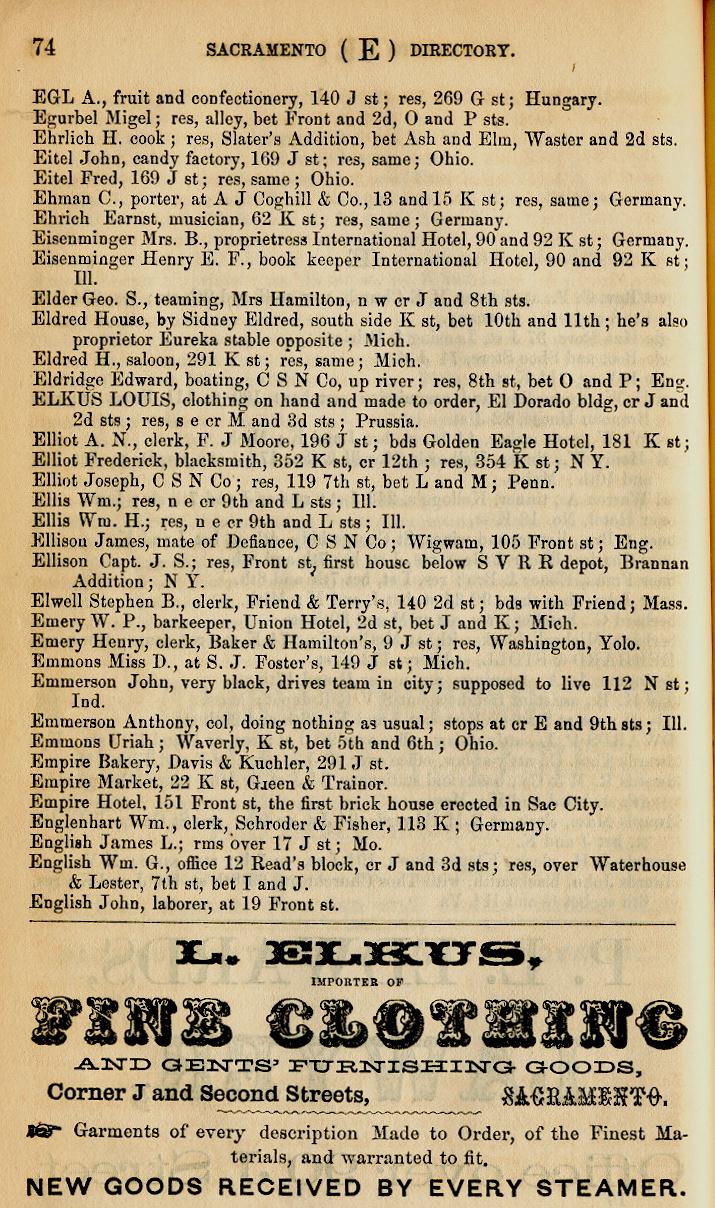 74 SACRAMENTO ( E ) DIRECTORY.
EGL A., fruit and confectionery, 140 J st; res, 269 G st; Hungary.
Egurbel Migel; res, alley, bet Front and 2d, O and P sts.
Ehrlich H. cook; res, Slater's Addition, bet Ash and Elm, Waster and 2d sts.
Eitel John, candy factory, 169 J st; res, same; Ohio.
Eitel Fred, 169 J st; res, same; Ohio.
Ehman C., porter, at A J Coghill & Co., 13 and 15 K st; res, same; Germany.
Ehrich Earnst, musician, 62 K st; res, same; Germany.
Eisenminger Mrs. B., proprietress International Hotel, 90 and 92 K st; Germany.
Eisenminger Henry E. F., book keeper International Hotel, 90 and 92 K st;
Ill.
Elder Geo. S., teaming, Mrs Hamilton, n w cr J and 8th sts.
Eldred House, by Sidney Eldred, south side K st, bet 10th and 11th; he's also
proprietor Eureka stable opposite; Mich.
Eldred H., saloon, 291 K st; res, same; Mich.
Eldridge Edward, boating, C S N Co, up river; res, 8th st, bet O and P; Eng.
ELKUS LOUIS, clothing on hand and made to order, El Dorado bldg, cr J and
2d sts; res, s e cr M and 3d sts; Prussia.
Elliot A. N., clerk, F. J Moore, 196 J st; bds Golden Eagle Hotel, 181 K st;
Elliot Frederick, blacksmith, 352 K st, cr 12th; res, 354 K st; N Y.
Elliot Joseph, C S N Co; res, 119 7th st, bet L and M; Penn.
Ellis Wm.; res, n e cr 9th and L sts; Ill.
Ellis Wm. H.; res, n e cr 9th and L sts; Ill.
Ellison James, mate of Defiance, C S N Co; Wigwam, 105 Front st; Eng.
Ellison Capt. J. S.; res, Front st, first house below S V R R depot, Brannan
Addition; N Y.
Elwell Stephen B., clerk, Friend & Terry's, 140 2d st; bds with Friend; Mass.
Emery W. P., barkeeper, Union Hotel, 2d st, bet J and K; Mich.
Emery Henry, clerk, Baker & Hamilton's, 9 J st; res, Washington, Yolo.
Emmons Miss D., at S. J. Foster's, 149 J st; Mich.
Emmerson John, very black, drives team in city; supposed to live 112 N st;
Ind.
Emmerson Anthony, col, doing nothing as usual; stops at cr E and 9th sts; Ill.
Emmons Uriah; Waverly, K st, bet 5th and 6th; Ohio.
Empire Bakery, Davis & Kuchler, 291 J st.
Empire Market, 22 K st, Green & Trainor.
Empire Hotel, 151 Front st, the first brick house erected in Sac City.
Englenhart Wm., clerk, Schroder & Fisher, 113 K; Germany.
English James L.; rms over 17 J st; Mo.
English Wm. G., office 12 Read's block, cr J and 3d sts; res, over Waterhouse
& Lester, 7th st, bet I and J.
English John, laborer, at 19 Front st.
L. ELKUS,
IMPORTER OF
FINE CLOTHING
AND GENTS' FURNISHING GOODS,
Corner J and Second Streets, SACRAMENTO.
☞ Garments of every description Made to Order, of the Finest Ma-
terials, and warranted to fit.
NEW GOODS RECEIVED BY EVERY STEAMER.